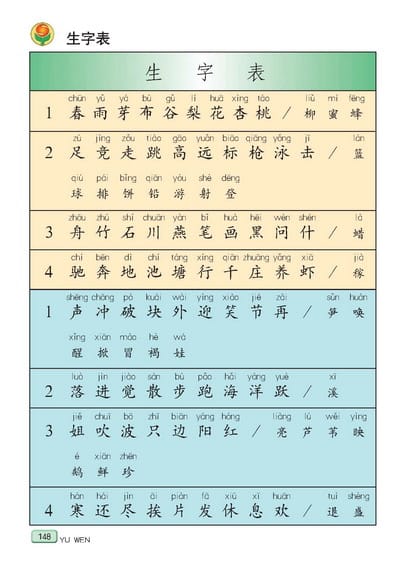 生字表
生 字 表
chūn yǔ yá bù gǔ lí huā xìng táo liǔ mì fēng
1 春 雨 芽 布 谷 梨 花 杏 桃 / 柳 蜜 蜂
zú jìng zǒu tiào gāo yuǎn biāo qiāng yǒng jī lán
2 足 竞 走 跳 高 远 标 枪 泳 击 / 篮
qiú pái bǐng qiān yóu shè dēng
球 排 饼 铅 游 射 登
zhōu zhú shí chuān yàn bǐ huà hēi wèn shén là
3 舟 竹 石 川 燕 笔 画 黑 问 什 / 蜡
chí bēn dì chí táng xíng qiān zhuāng yǎng xiā jià
4 驰 奔 地 池 塘 行 千 庄 养 虾 / 稼
shēng chōng pò kuài wài yíng xiào jié zài sǔn huàn
1 声 冲 破 块 外 迎 笑 节 再 / 笋 唤
xǐng xiān mào hè wá
醒 掀 冒 褐 娃
luò jìn jiào sàn bù pǎo hǎi yáng yuè xī
2 落 进 觉 散 步 跑 海 洋 跃 / 溪
jiě chuī bō zhǐ biān yáng hóng liàng lú wěi yìng
3 姐 吹 波 只 边 阳 红 / 亮 芦 苇 映
é xiān zhēn
鹅 鲜 珍
hán hái jìn āi piàn fā xiū xī huān tuì shèng
4 寒 还 尽 挨 片 发 休 息 欢 / 退 盛
148 YU WEN